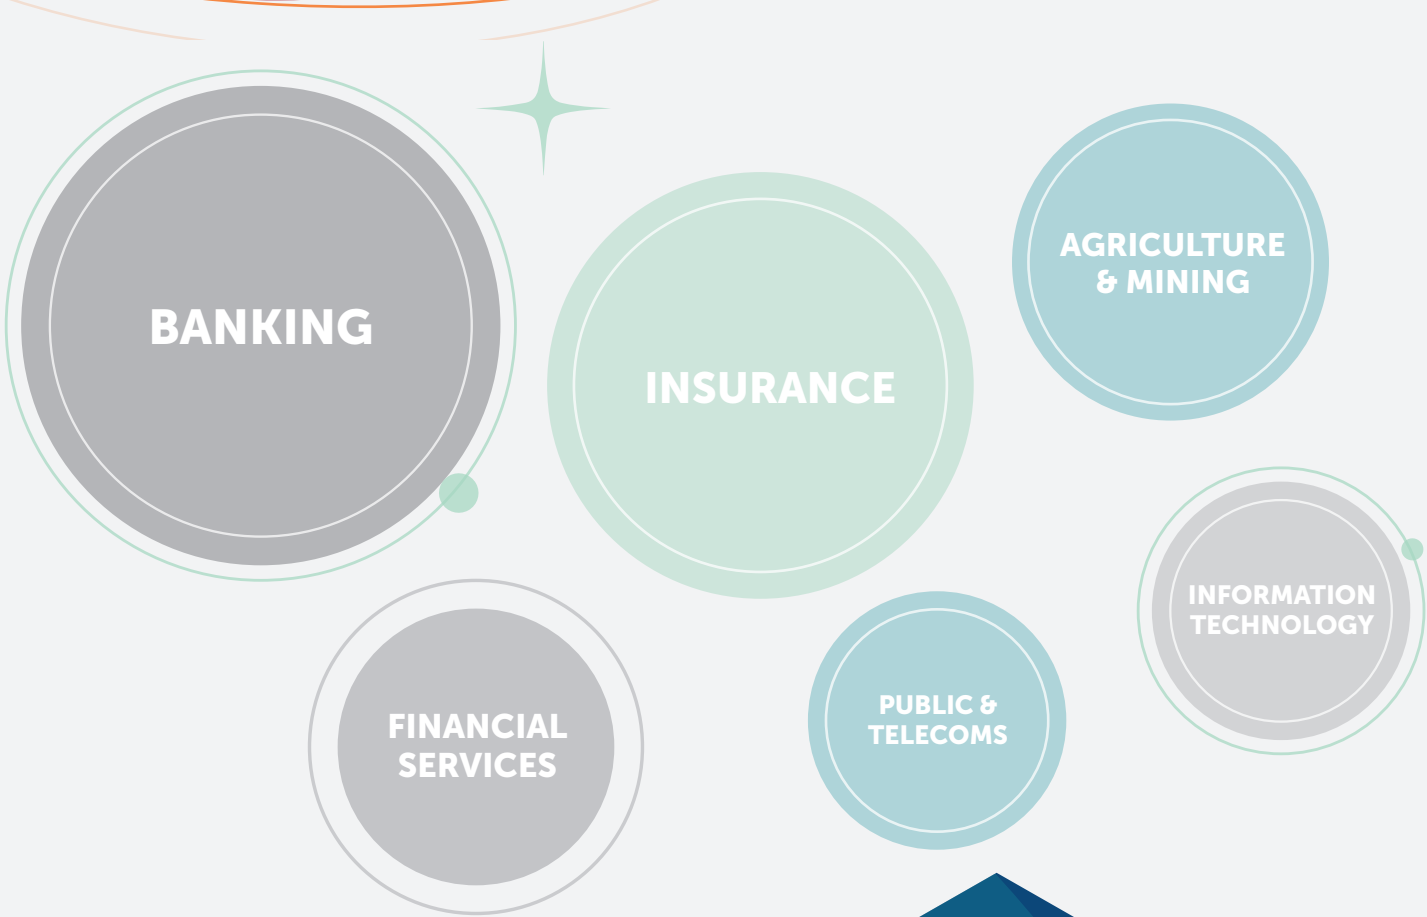 BANKING
INSURANCE
AGRICULTURE
& MINING
INFORMATION
TECHNOLOGY
FINANCIAL
SERVICES
PUBLIC &
TELECOMS